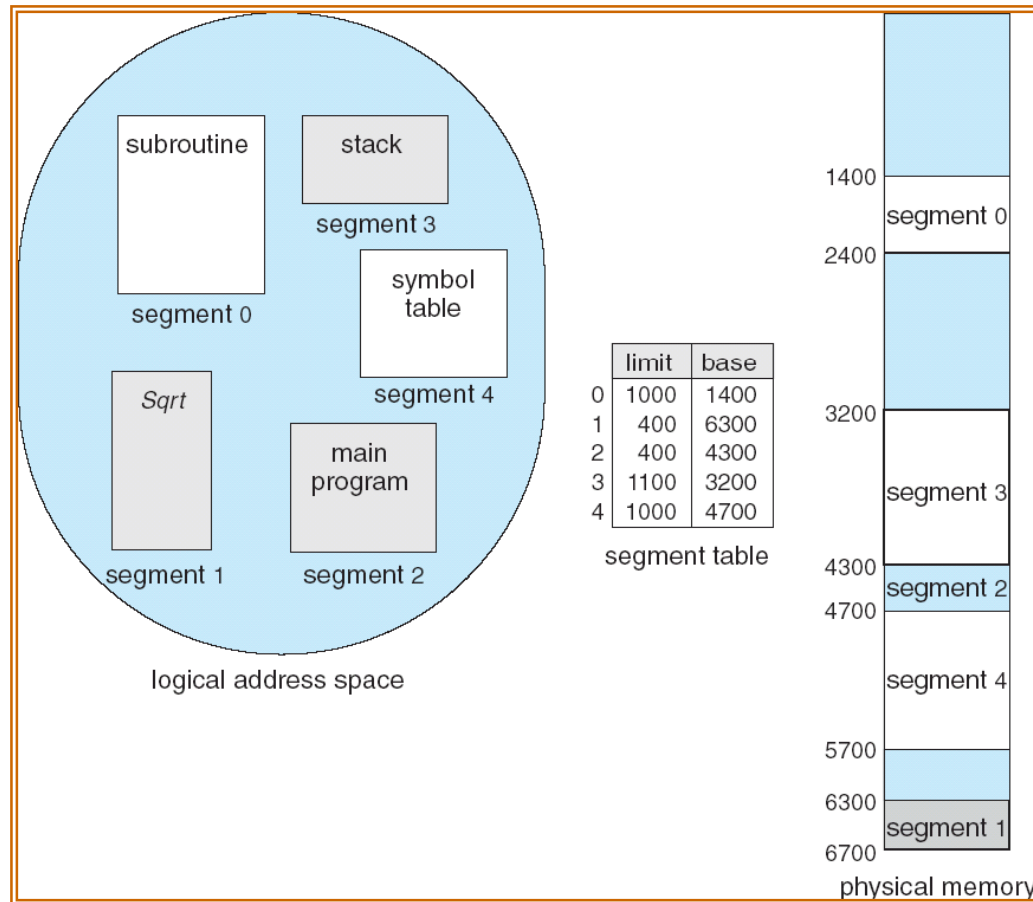 subroutine
segment 0
stack
segment 3
symbol
table
segment 4
Sqrt
segment 1
main
program
segment 2
logical address space
limit base
0 1000 1400
1 400 6300
2 400 4300
3 1100 3200
4 1000 4700
segment table
1400
segment 0
2400
3200
segment 3
4300
segment 2
4700
segment 4
5700
6300
segment 1
6700
physical memory